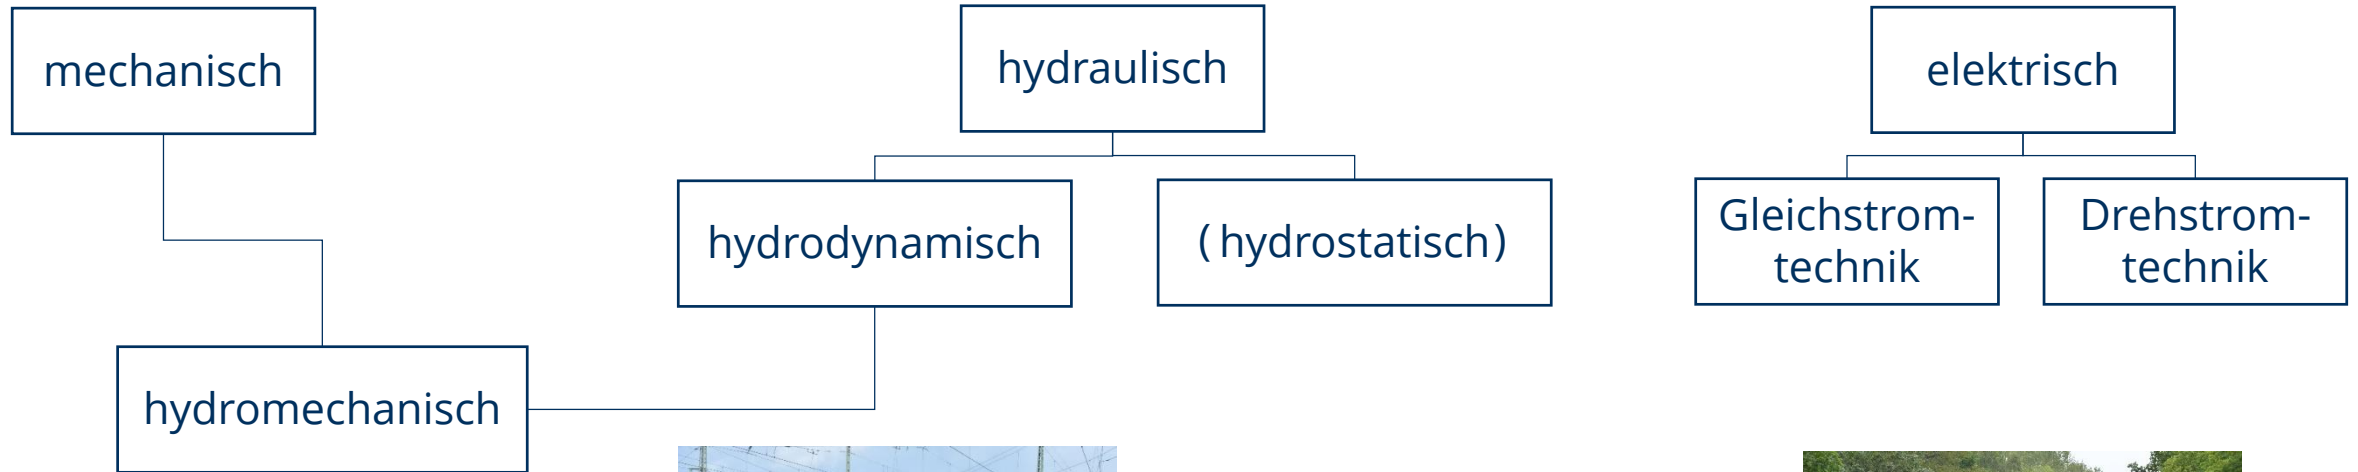 mechanisch
hydraulisch
elektrisch
hydrodynamisch
(hydrostatisch)
Gleichstrom-
technik
Drehstrom-
technik
hydromechanisch